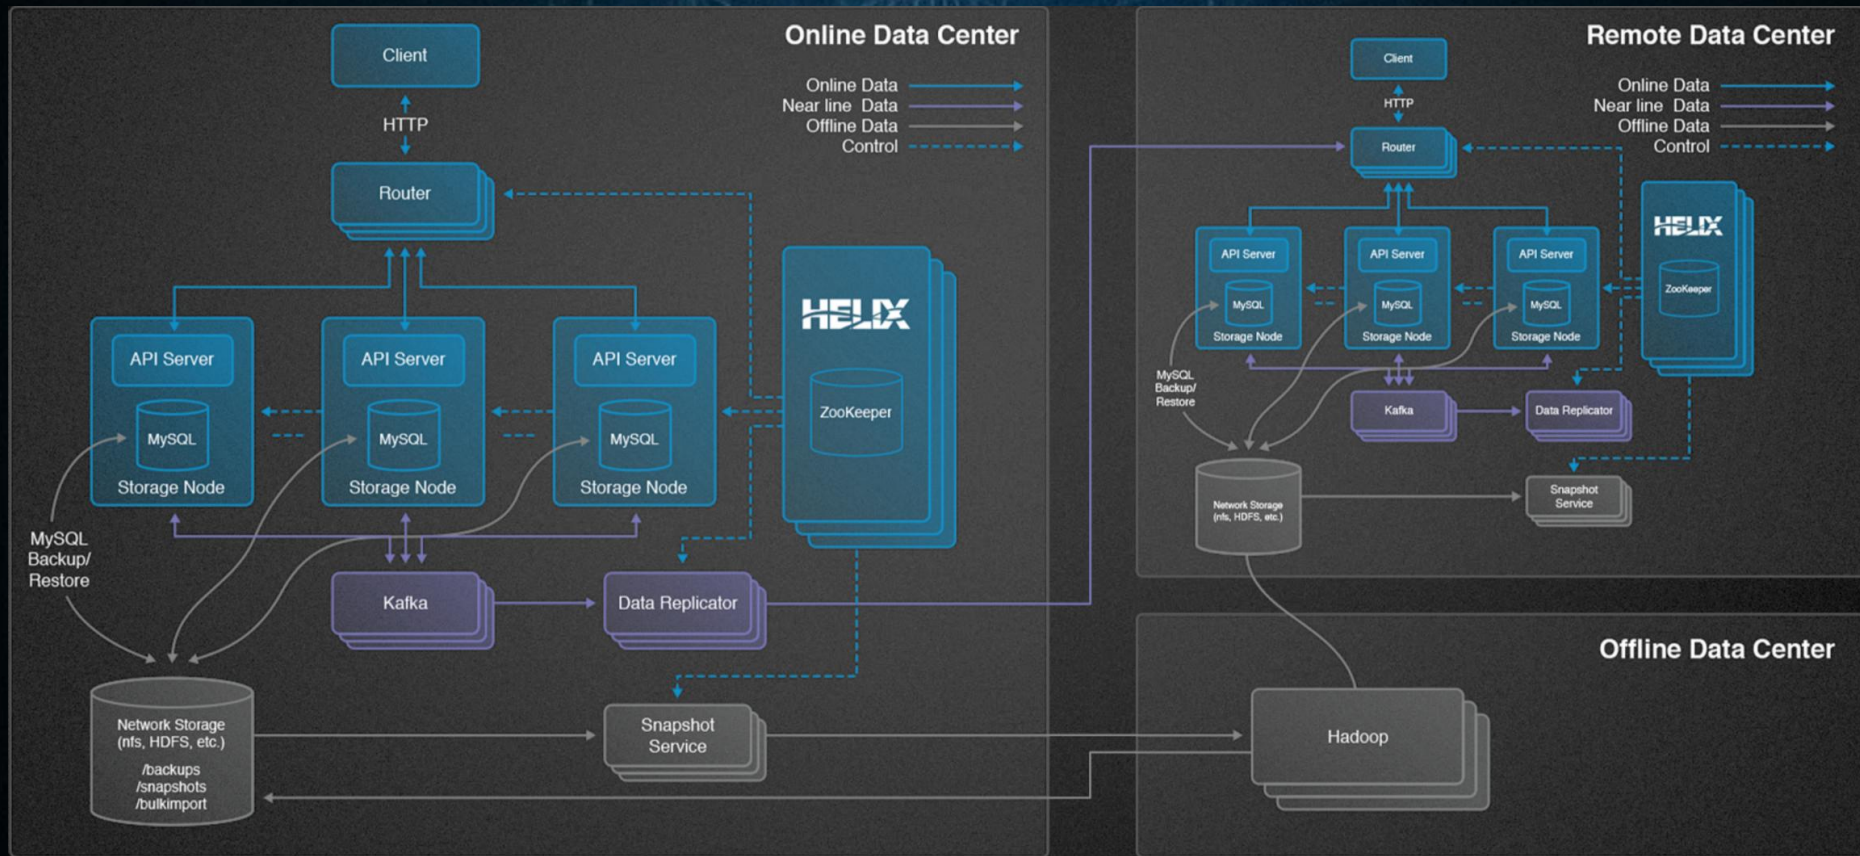 Online Data Center
Client
Online Data
Near line Data
HTTP
Offline Data
Control
Router
HELIX
API Server
API Server
API Server
ZooKeeper
MySQL
MySQL
MySQL
Storage Node
Storage Node
Storage Node
MySQL
Backup/
Restore
Kafka
Data Replicator
Network Storage
(nfs, HDFS, etc.)
/backups
/snapshots
/bulkimport
Snapshot
Service
Remote Data Center
Client
Online Data
HTTP
Near line Data
Offline Data
Router
Control
HELIX
API Server
API Server
API Server
ZooKeeper
MySQL
MySQL
MySQL
Storage Node
Storage Node
Storage Node
MySQL
Backup/
Restore
Kafka
Data Replicator
Network Storage
(nfs, HDFS, etc.)
Snapshot
Service
Offline Data Center
Hadoop